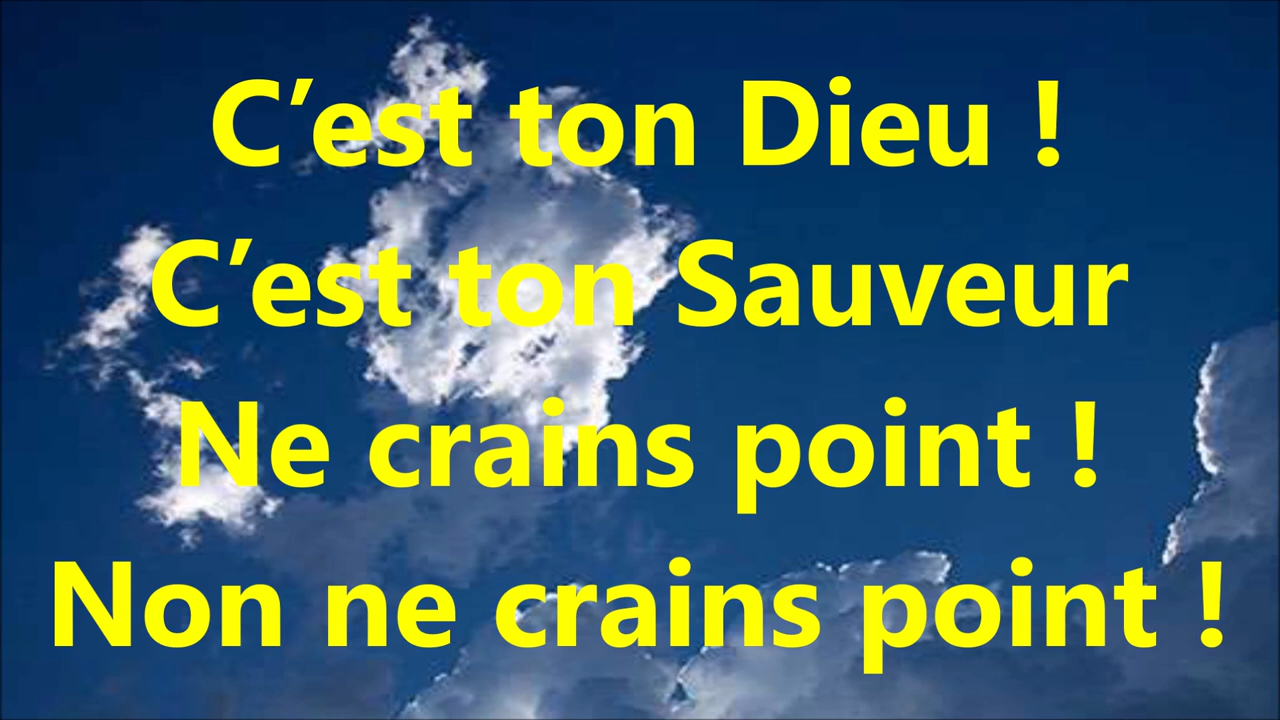 C’est ton Dieu !
C’est ton Sauveur
Ne crains point !
Non ne crains point !